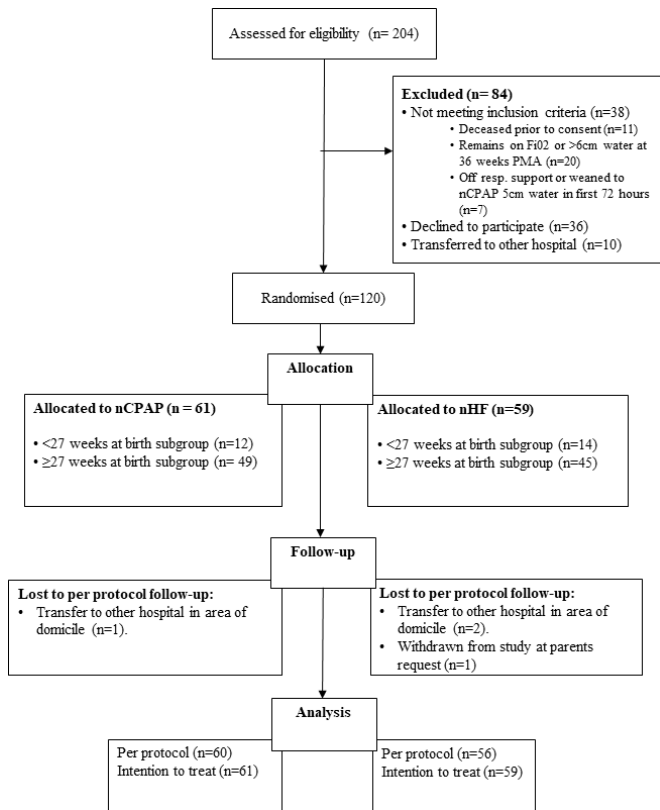 Assessed for eligibility (n= 204)
Excluded (n= 84)
• Not meeting inclusion criteria (n=38)
• Deceased prior to consent (n=11)
• Remains on Fi02 or >6cm water at
36 weeks PMA (n=20)
• Off resp. support or weaned to
nCPAP 5cm water in first 72 hours
(n=7)
• Declined to participate (n=36)
• Transferred to other hospital (n=10)
Randomised (n=120)
Allocation
Allocated to nCPAP (n = 61)
• <27 weeks at birth subgroup (n=12)
• ≥27 weeks at birth subgroup (n= 49)
Allocated to nHF (n=59)
• <27 weeks at birth subgroup (n=14)
• ≥27 weeks at birth subgroup (n=45)
Follow-up
Lost to per protocol follow-up:
• Transfer to other hospital in area of
domicile (n=1).
Lost to per protocol follow-up:
• Transfer to other hospital in area of
domicile (n=2).
• Withdrawn from study at parents
request (n=1)
Analysis
Per protocol (n=60)
Intention to treat (n=61)
Per protocol (n=56)
Intention to treat (n=59)